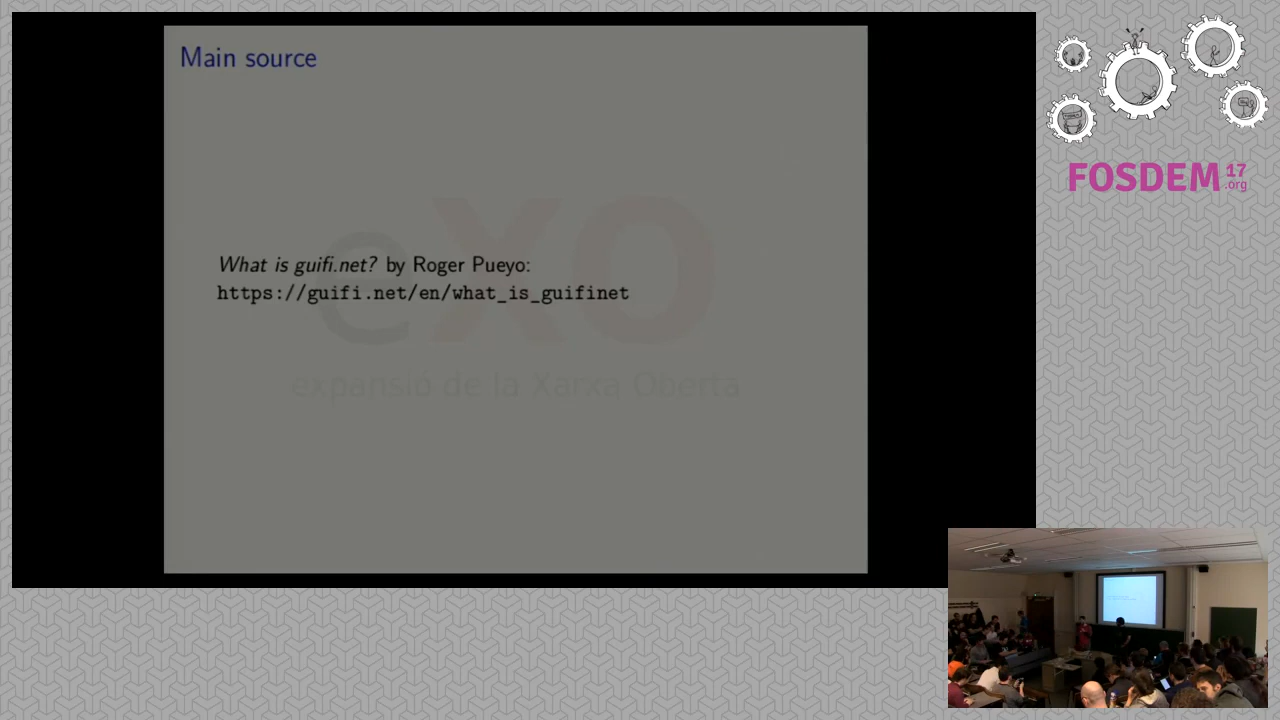 Main source
What is guifi.net? by Roger Pueyo:
https://guifi.net/en/what_is_guifinet
eXO
expansió de la Xarxa Oberta
FOSDEM 17
.org